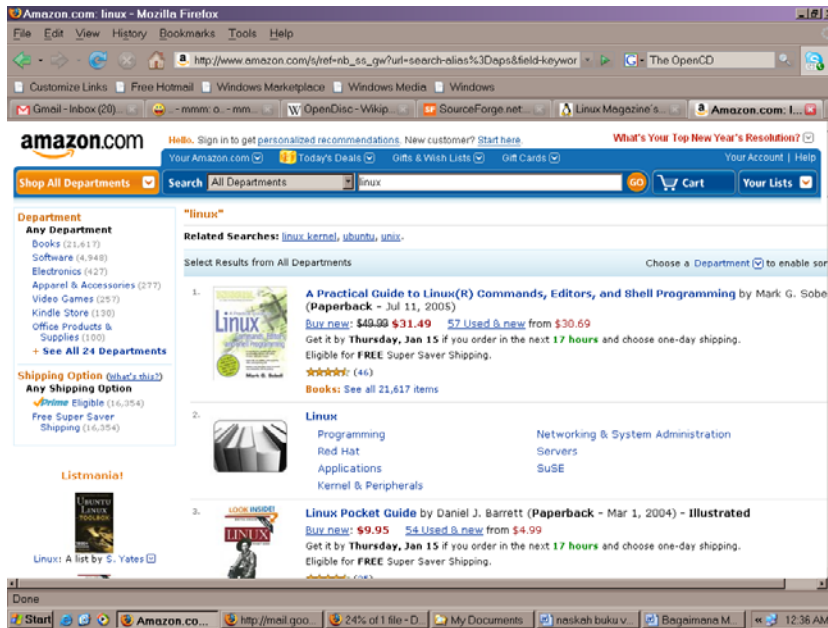 Amazon.com: linux - Mozilla Firefox
File Edit View History Bookmarks Tools Help
http://www.amazon.com/s/ref=nb_ss_gw?url=search-alias%3Daps&field-keywor
The OpenCD
Customize Links Free Hotmail Windows Marketplace Windows Media Windows
Gmail - Inbox (20)... - mmm: o.. - mm... OpenDisc - Wikip... SourceForge.net... Linux Magazine's... Amazon.com: l...
amazon.com Hello. Sign in to get personalized recommendations. New customer? Start here. What's Your Top New Year's Resolution?
Your Amazon.com Today's Deals Gifts & Wish Lists Gift Cards Your Account | Help
Shop All Departments Search All Departments linux GO Cart Your Lists
Department
Any Department
Books (21,617)
Software (4,948)
Electronics (427)
Apparel & Accessories (277)
Video Games (257)
Kindle Store (130)
Office Products &
Supplies (100)
+ See All 24 Departments
Shipping Option (What's this?)
Any Shipping Option
Prime Eligible (16,354)
Free Super Saver
Shipping (16,354)
Listmania!
UBUNTU
LINUX
TOOLBOX
Linux: A list by S. Yates
"linux"
Related Searches: linux kernel, ubuntu, unix.
Select Results from All Departments Choose a Department to enable sor
1.
Linux
Mark G. Sobell
A Practical Guide to Linux(R) Commands, Editors, and Shell Programming by Mark G. Sobe
(Paperback - Jul 11, 2005)
Buy new: $49.99 $31.49 57 Used & new from $30.69
Get it by Thursday, Jan 15 if you order in the next 17 hours and choose one-day shipping.
Eligible for FREE Super Saver Shipping.
(46)
Books: See all 21,617 items
2.
Linux
Programming Networking & System Administration
Red Hat Servers
Applications SuSE
Kernel & Peripherals
3.
LOOK INSIDE!
LINUX
Linux Pocket Guide by Daniel J. Barrett (Paperback - Mar 1, 2004) - Illustrated
Buy new: $9.95 54 Used & new from $4.99
Get it by Thursday, Jan 15 if you order in the next 17 hours and choose one-day shipping.
Eligible for FREE Super Saver Shipping.
Done
Start Amazon.co... http://mail.goo... 24% of 1 file - D... My Documents naskah buku v... Bagaimana M... 12:36 AM